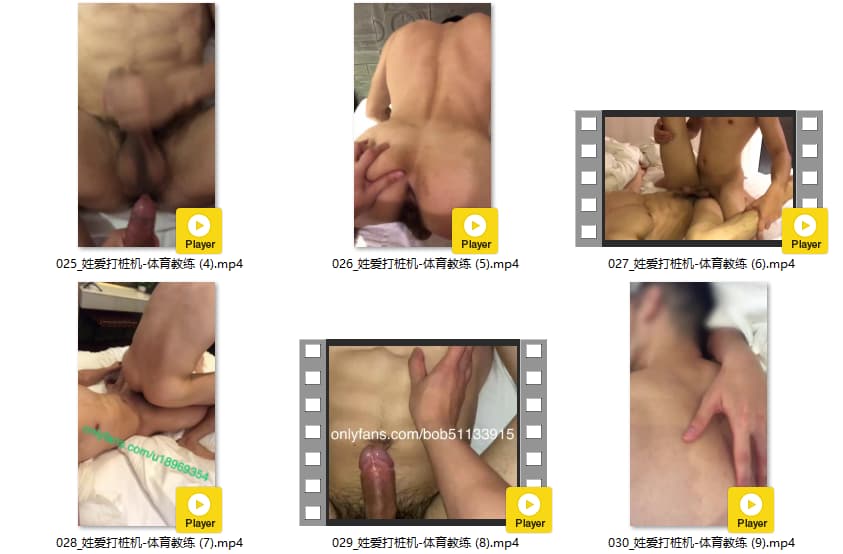 Player
Player
Player
025_姓爱打桩机-体育教练 (4).mp4
026_姓爱打桩机-体育教练 (5).mp4
027_姓爱打桩机-体育教练 (6).mp4
onlyfans.com/u18969354
onlyfans.com/bob51133915
Player
Player
Player
028_姓爱打桩机-体育教练 (7).mp4
029_姓爱打桩机-体育教练 (8).mp4
030_姓爱打桩机-体育教练 (9).mp4